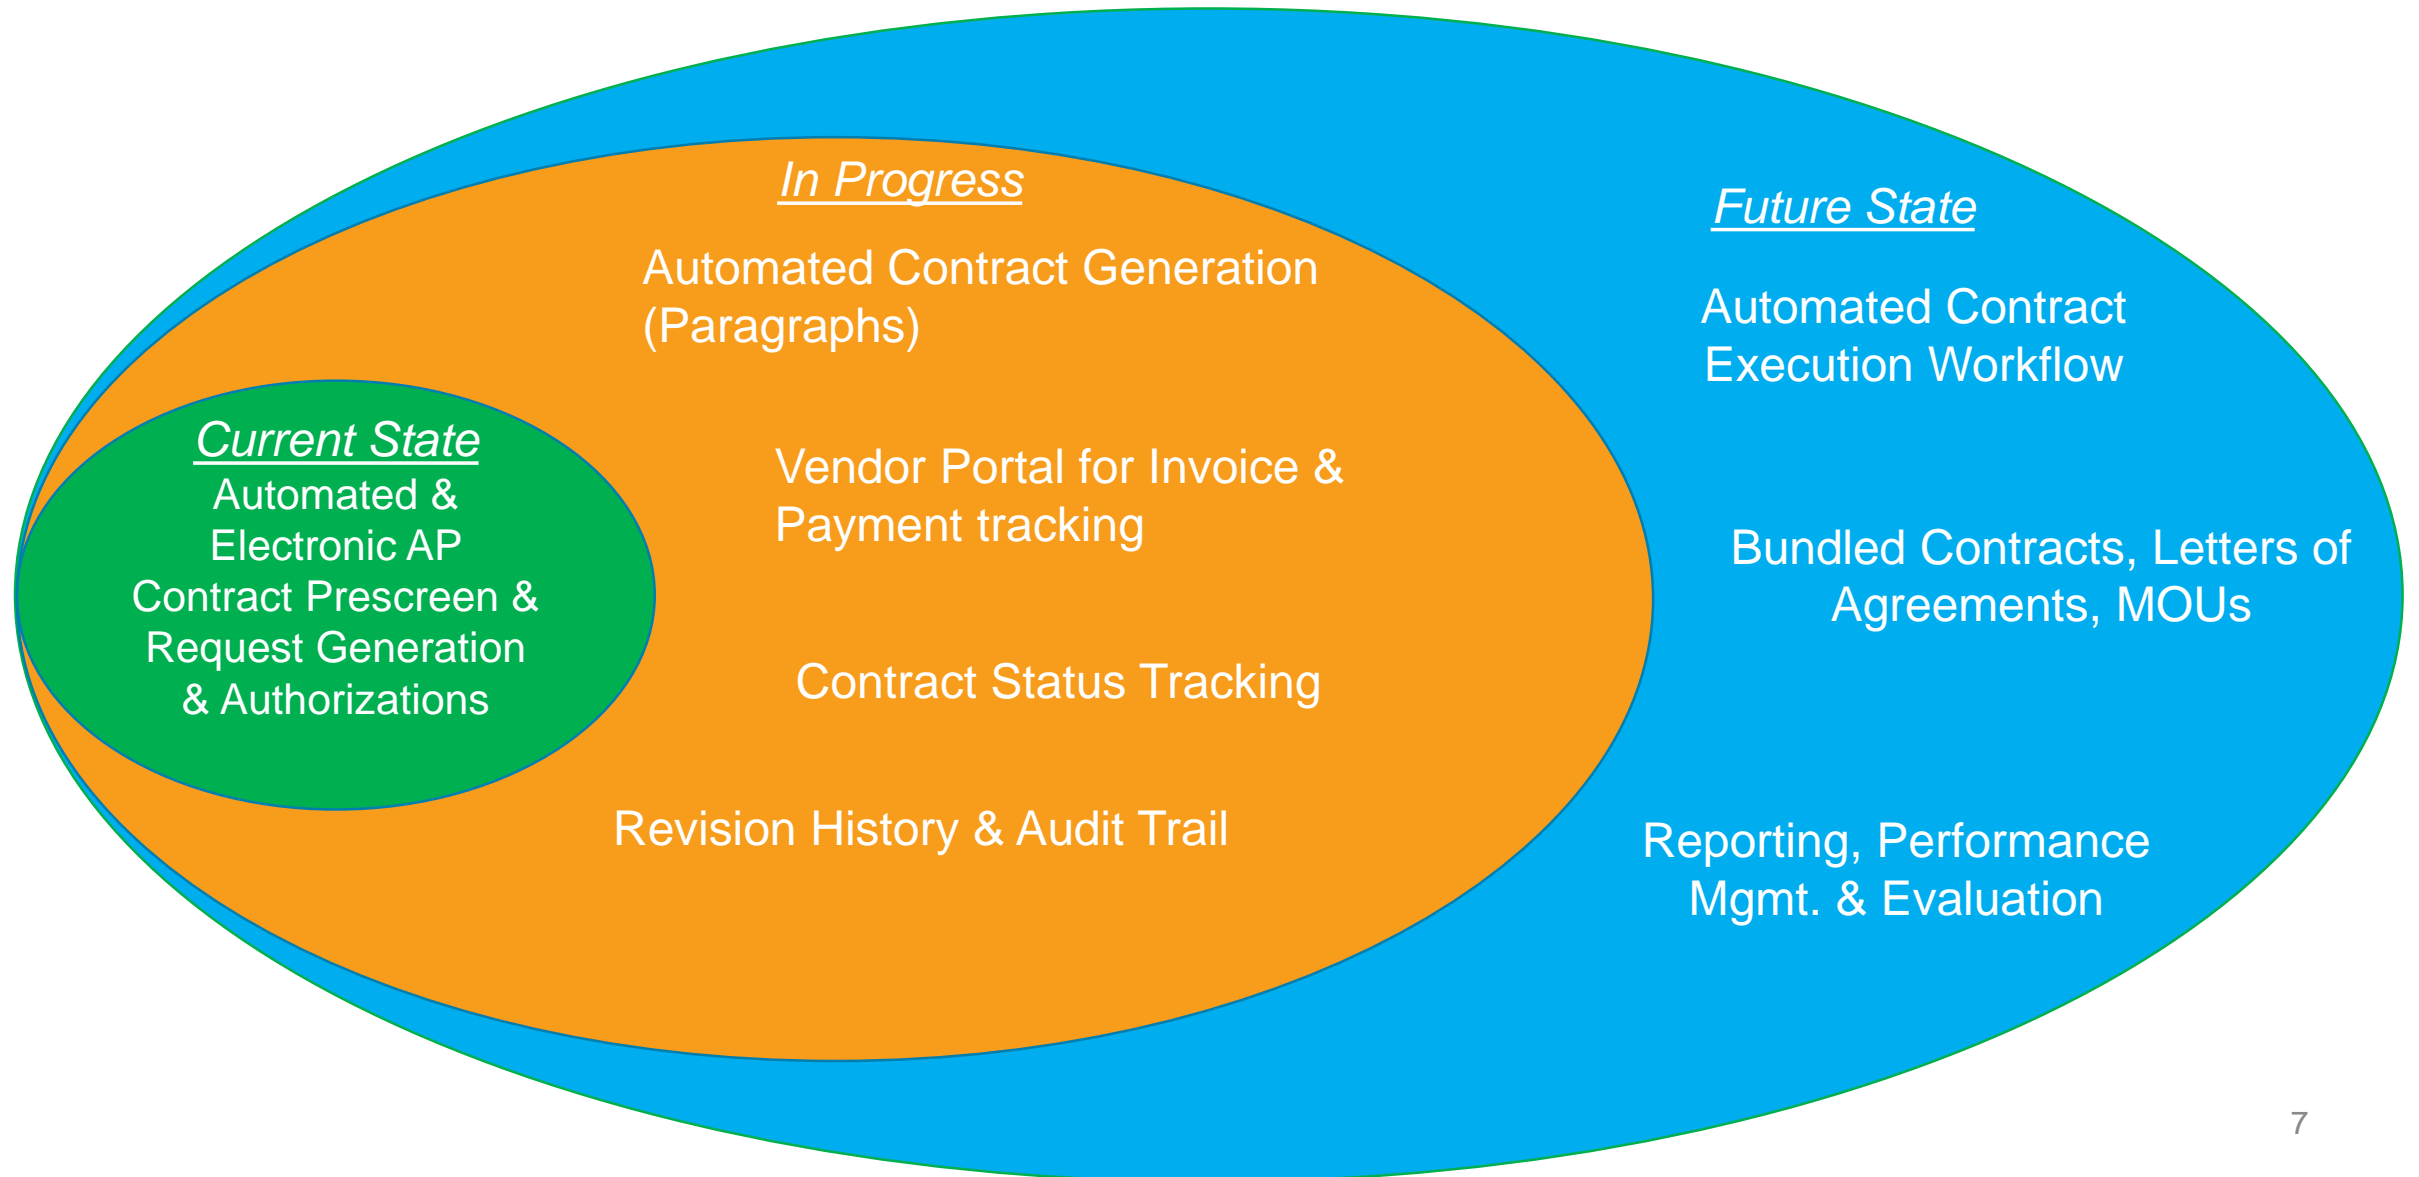 Current State
Automated &
Electronic AP
Contract Prescreen &
Request Generation
& Authorizations
In Progress
Automated Contract Generation
(Paragraphs)
Vendor Portal for Invoice &
Payment tracking
Contract Status Tracking
Revision History & Audit Trail
Future State
Automated Contract
Execution Workflow
Bundled Contracts, Letters of
Agreements, MOUs
Reporting, Performance
Mgmt. & Evaluation
7